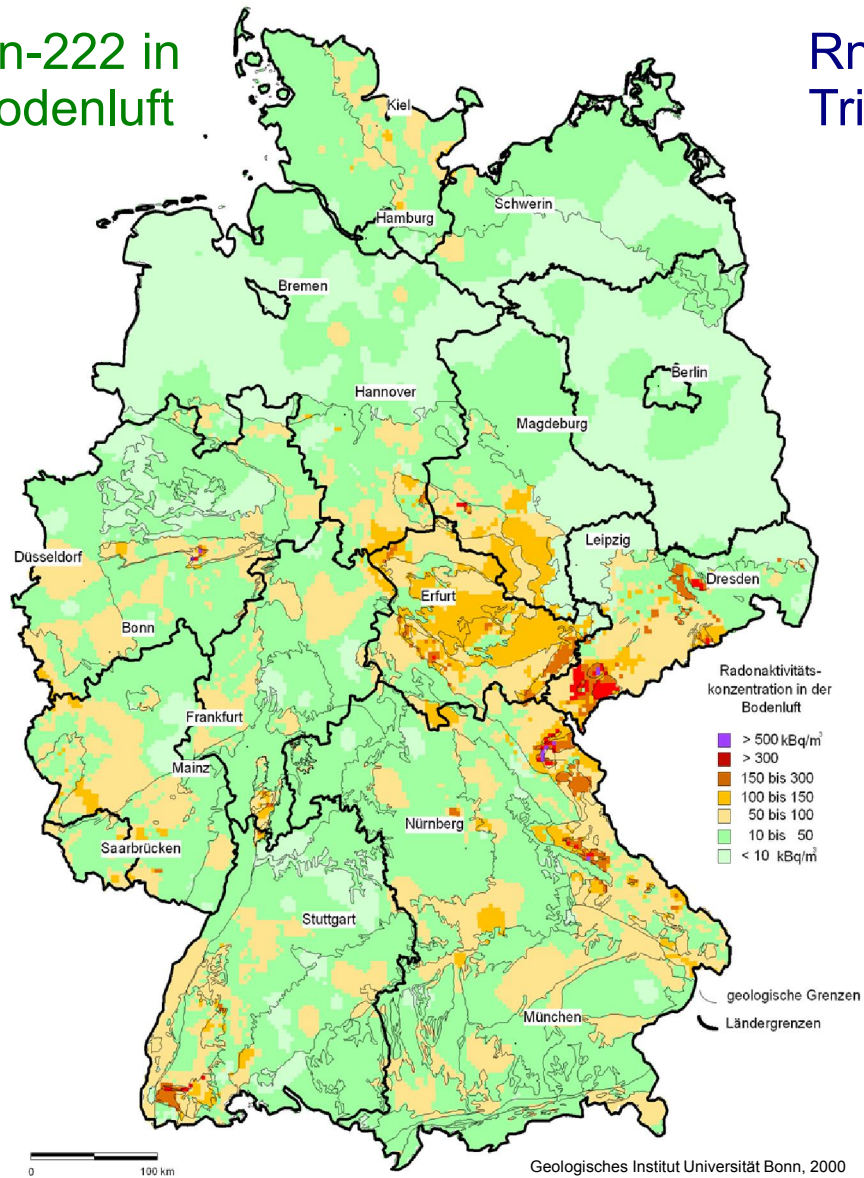 n-222 in
odenluft
Rn
Tri
Kiel
Hamburg
Schwerin
Bremen
Berlin
Hannover
Magdeburg
Leipzig
Düsseldorf
Dresden
Erfurt
Bonn
Frankfurt
Mainz
Nürnberg
Saarbrücken
Stuttgart
München
Radonaktivitäts-
konzentration in der
Bodenluft
> 500 kBq/m³
> 300
150 bis 300
100 bis 150
50 bis 100
10 bis 50
< 10 kBq/m³
geologische Grenzen
Ländergrenzen
0 100 km
Geologisches Institut Universität Bonn, 2000